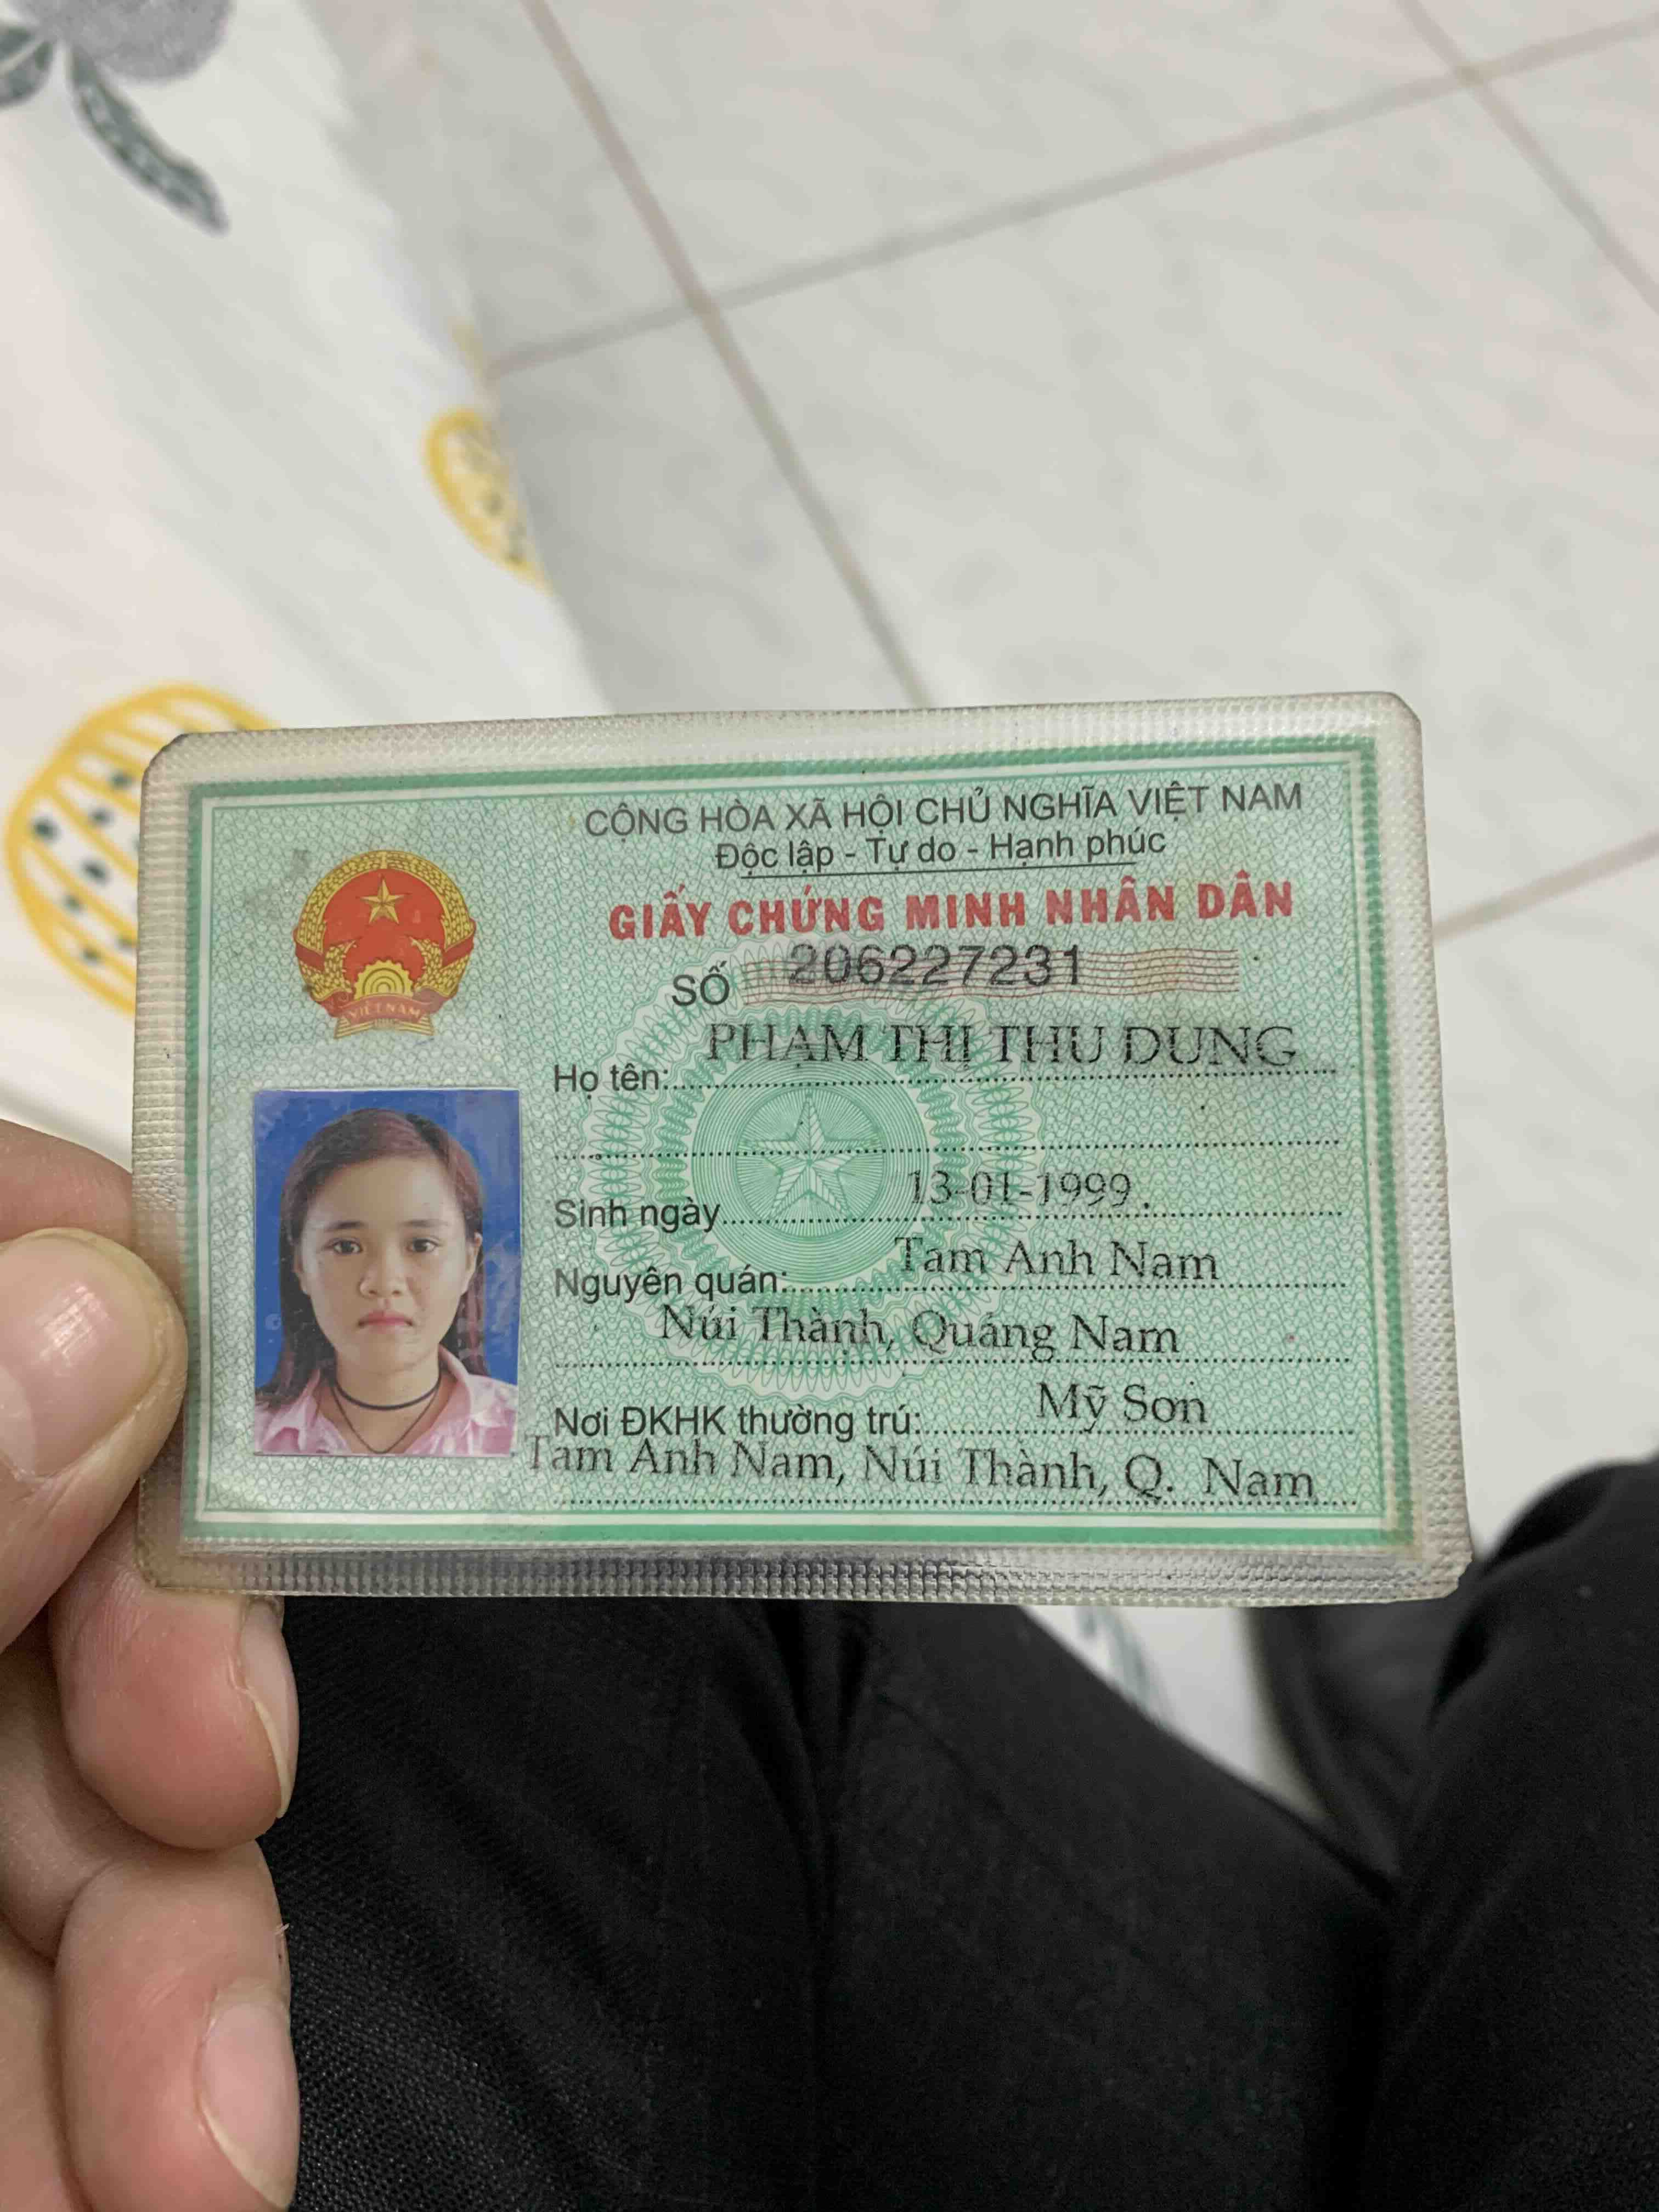 CỘNG HÒA XÃ HỘI CHỦ NGHĨA VIỆT NAM
Độc lập - Tự do - Hạnh phúc
GIẤY CHỨNG MINH NHÂN DÂN
SỐ 206227231
Họ tên: PHẠM THỊ THU DUNG
Sinh ngày 13-01-1999
Nguyên quán: Tam Anh Nam
Núi Thành, Quảng Nam
Nơi ĐKHK thường trú: Mỹ Sơn
Tam Anh Nam, Núi Thành, Q. Nam
VIỆT NAM